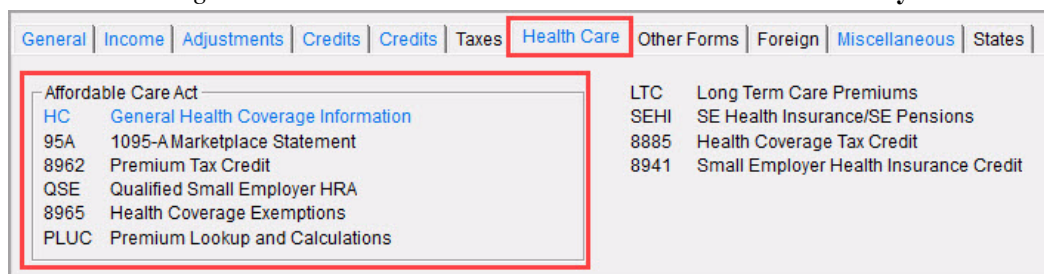 General Income Adjustments Credits Credits Taxes Health Care Other Forms Foreign Miscellaneous States
Affordable Care Act
HC General Health Coverage Information
95A 1095-A Marketplace Statement
8962 Premium Tax Credit
QSE Qualified Small Employer HRA
8965 Health Coverage Exemptions
PLUC Premium Lookup and Calculations
LTC Long Term Care Premiums
SEHI SE Health Insurance/SE Pensions
8885 Health Coverage Tax Credit
8941 Small Employer Health Insurance Credit